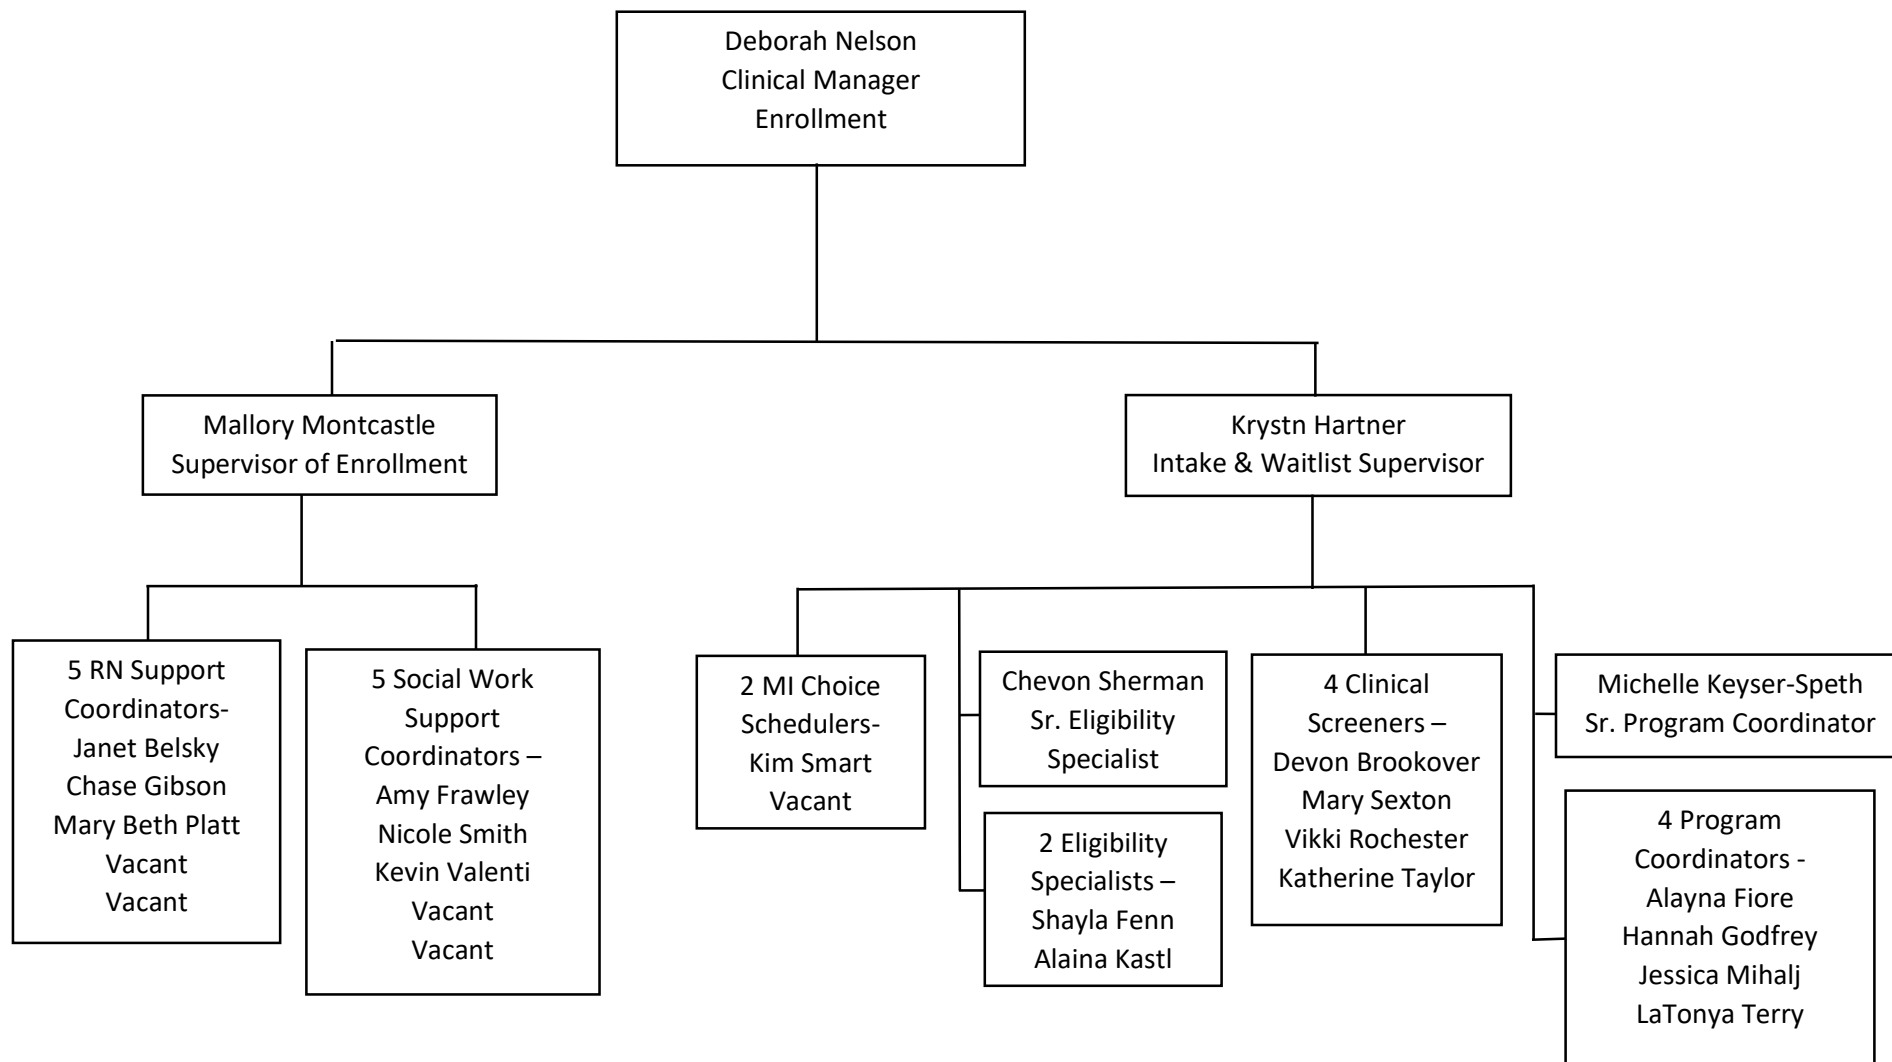 Deborah Nelson
Clinical Manager
Enrollment
Mallory Montcastle
Supervisor of Enrollment
Krystn Hartner
Intake & Waitlist Supervisor
5 RN Support
Coordinators-
Janet Belsky
Chase Gibson
Mary Beth Platt
Vacant
Vacant
5 Social Work
Support
Coordinators –
Amy Frawley
Nicole Smith
Kevin Valenti
Vacant
Vacant
2 MI Choice
Schedulers-
Kim Smart
Vacant
Chevon Sherman
Sr. Eligibility
Specialist
2 Eligibility
Specialists –
Shayla Fenn
Alaina Kastl
4 Clinical
Screeners –
Devon Brookover
Mary Sexton
Vikki Rochester
Katherine Taylor
Michelle Keyser-Speth
Sr. Program Coordinator
4 Program
Coordinators -
Alayna Fiore
Hannah Godfrey
Jessica Mihalj
LaTonya Terry